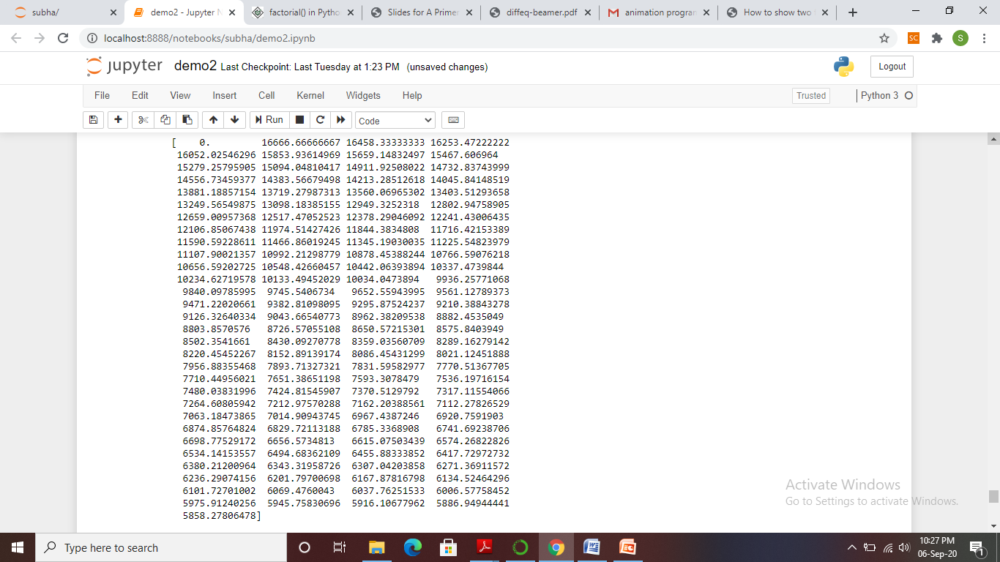 subha/
demo2 - Jupyter N
factorial() in Pytho
Slides for A Primer
diffeq-beamer.pdf
animation progran
How to show two f
localhost:8888/notebooks/subha/demo2.ipynb
SC
S
jupyter demo2 Last Checkpoint: Last Tuesday at 1:23 PM (unsaved changes)
Logout
File Edit View Insert Cell Kernel Widgets Help
Trusted
Python 3
Run
Code
[ 0. 16666.66666667 16458.33333333 16253.47222222
16052.02546296 15853.93614969 15659.14832497 15467.606964
15279.25795905 15094.04810417 14911.92508022 14732.83743999
14556.73459377 14383.56679498 14213.28512618 14045.84148519
13881.18857154 13719.27987313 13560.06965302 13403.51293658
13249.56549875 13098.18385155 12949.3252318 12802.94758905
12659.00957368 12517.47052523 12378.29046092 12241.43006435
12106.85067438 11974.51427426 11844.3834808 11716.42153389
11590.59228611 11466.86019245 11345.19030035 11225.54823979
11107.90021357 10992.21298779 10878.45388244 10766.59076218
10656.59202725 10548.42660457 10442.06393894 10337.4739844
10234.62719578 10133.49452029 10034.0473894 9936.25771068
9840.09785995 9745.5406734 9652.55943995 9561.12789373
9471.22020661 9382.81098095 9295.87524237 9210.38843278
9126.32640334 9043.66540773 8962.38209538 8882.4535049
8803.8570576 8726.57055108 8650.57215301 8575.8403949
8502.3541661 8430.09270778 8359.03560709 8289.16279142
8220.45452267 8152.89139174 8086.45431299 8021.12451888
7956.88355468 7893.71327321 7831.59582977 7770.51367705
7710.44956021 7651.38651198 7593.3078479 7536.19716154
7480.03831996 7424.81545907 7370.5129792 7317.11554066
7264.60805942 7212.97570288 7162.20388561 7112.27826529
7063.18473865 7014.90943745 6967.4387246 6920.7591903
6874.85764824 6829.72113188 6785.3368908 6741.69238706
6698.77529172 6656.5734813 6615.07503439 6574.26822826
6534.14153557 6494.68362109 6455.88333852 6417.72972732
6380.21200964 6343.31958726 6307.04203858 6271.36911572
6236.29074156 6201.79700698 6167.87816798 6134.52464296
6101.72701002 6069.4760043 6037.76251533 6006.57758452
5975.91240256 5945.75830696 5916.10677962 5886.94944441
5858.27806478]
Activate Windows
Go to Settings to activate Windows.
Type here to search
10:27 PM
06-Sep-20
1